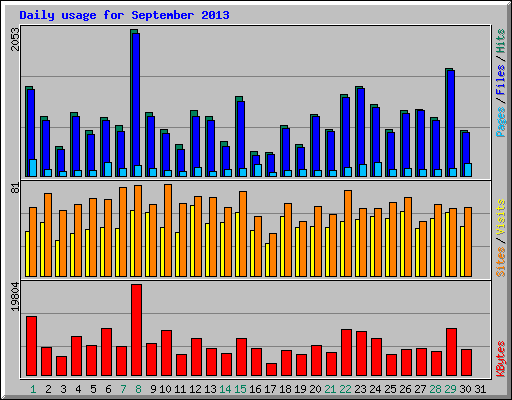 Daily usage for September 2013
2053
Pages / Files / Hits
81
Sites / Visits
19804
KBytes
1 2 3 4 5 6 7 8 9 10 11 12 13 14 15 16 17 18 19 20 21 22 23 24 25 26 27 28 29 30 31